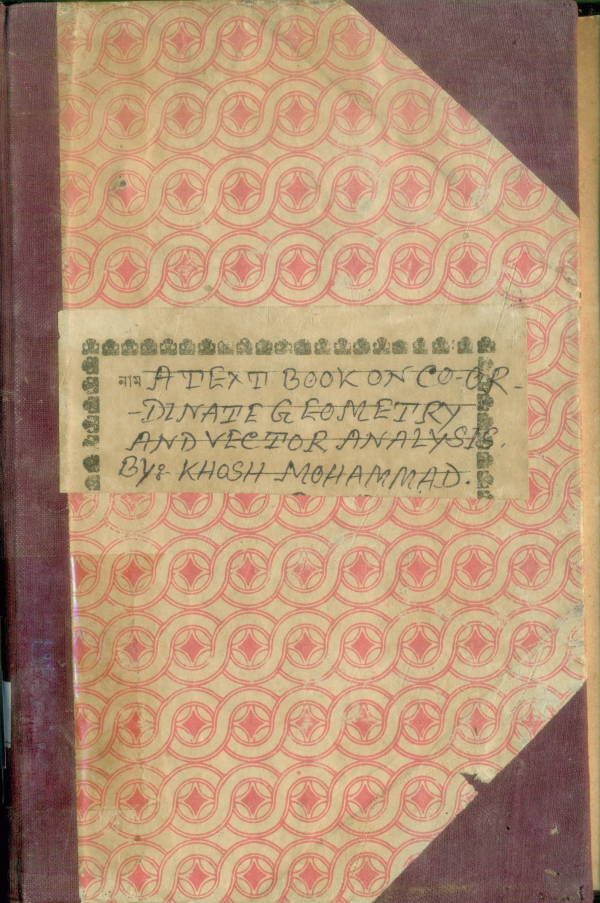 নাম A TEXT BOOK ON CO-OR-
-DINATE GEOMETRY
AND VECTOR ANALYSIS.
BY: KHOSH MOHAMMAD.